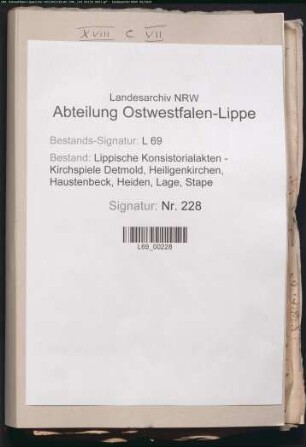 XVIII C VII
Landesarchiv NRW
Abteilung Ostwestfalen-Lippe
Bestands-Signatur: L 69
Bestand: Lippische Konsistorialakten -
Kirchspiele Detmold, Heiligenkirchen,
Haustenbeck, Heiden, Lage, Stape
Signatur: Nr. 228
L69_00228